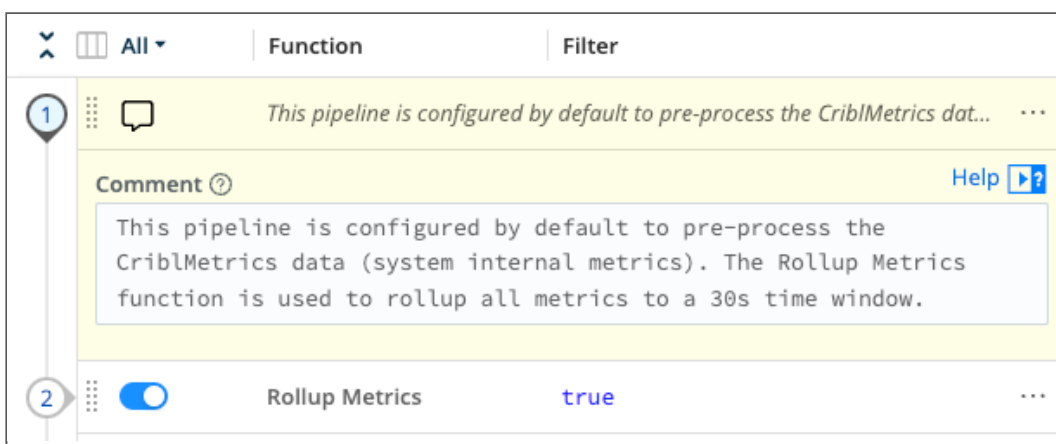 All Function Filter
1 This pipeline is configured by default to pre-process the CriblMetrics dat... ...
Comment ? Help ?
This pipeline is configured by default to pre-process the
CriblMetrics data (system internal metrics). The Rollup Metrics
function is used to rollup all metrics to a 30s time window.
2 Rollup Metrics true ...